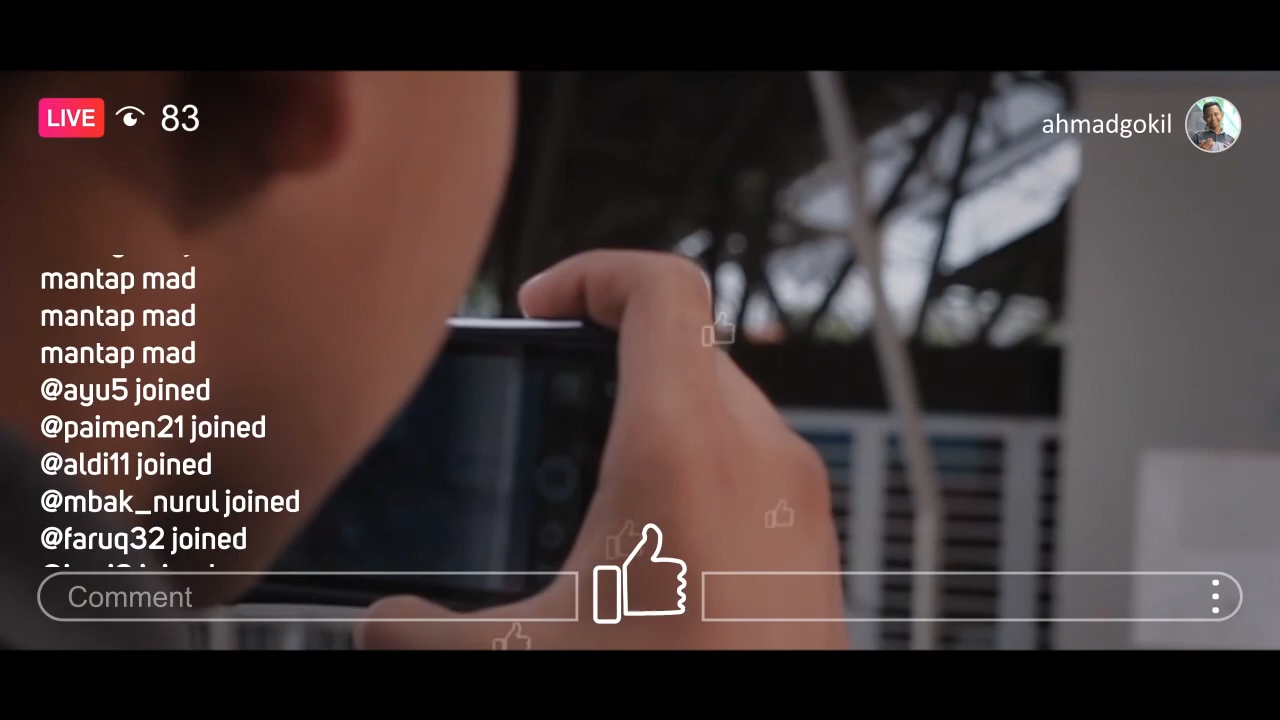 LIVE 83
ahmadgokil
mantap mad
mantap mad
mantap mad
@ayu5 joined
@paimen21 joined
@aldi11 joined
@mbak_nurul joined
@faruq32 joined
Comment